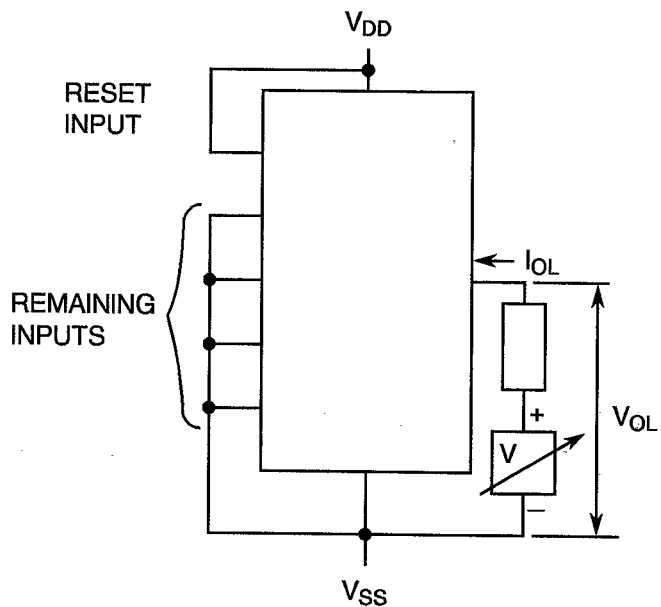 VDD
RESET
INPUT
IOL
REMAINING
INPUTS
+
V
VOL
−
VSS